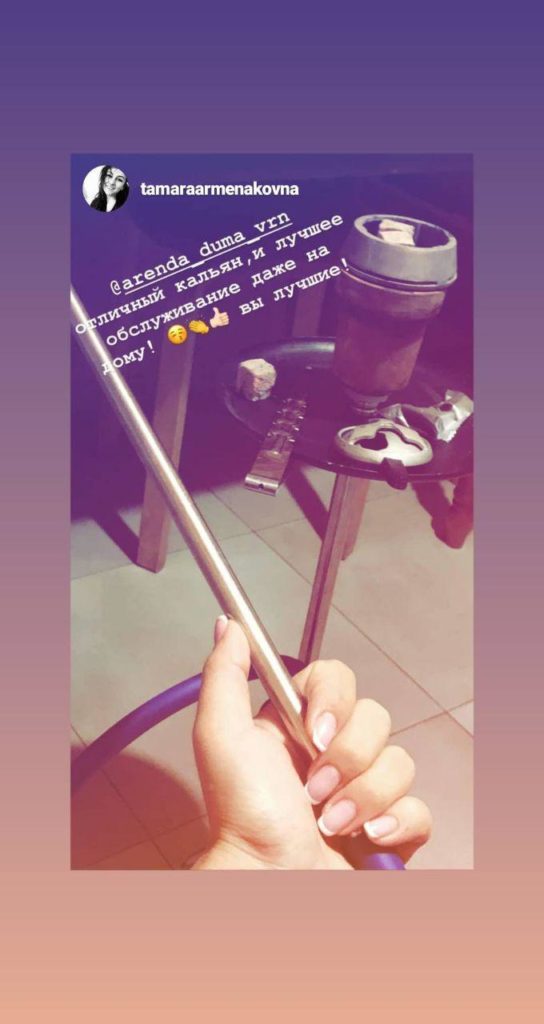 tamaraarmenakovna
@arenda_duma_vrn
отличный кальян,и лучшее
обслуживание даже на
дому! 😚👏👍 вы лучшие!